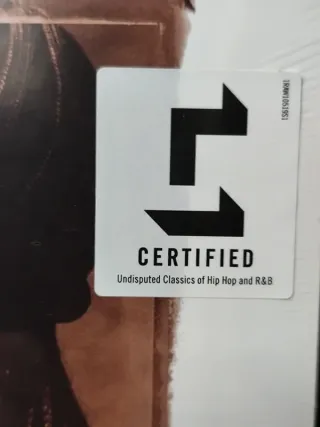 CERTIFIED
Undisputed Classics of Hip Hop and R&B